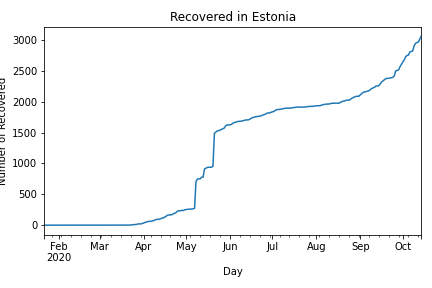 Recovered in Estonia
3000
2500
2000
1500
1000
500
0
Number of Recovered
Feb Mar Apr May Jun Jul Aug Sep Oct
2020
Day